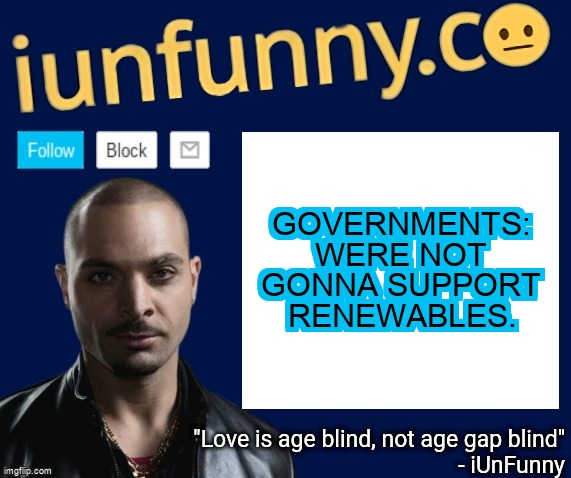 iunfunny.co
Follow Block
GOVERNMENTS:
WERE NOT
GONNA SUPPORT
RENEWABLES.
"Love is age blind, not age gap blind"
- iUnFunny
imgflip.com